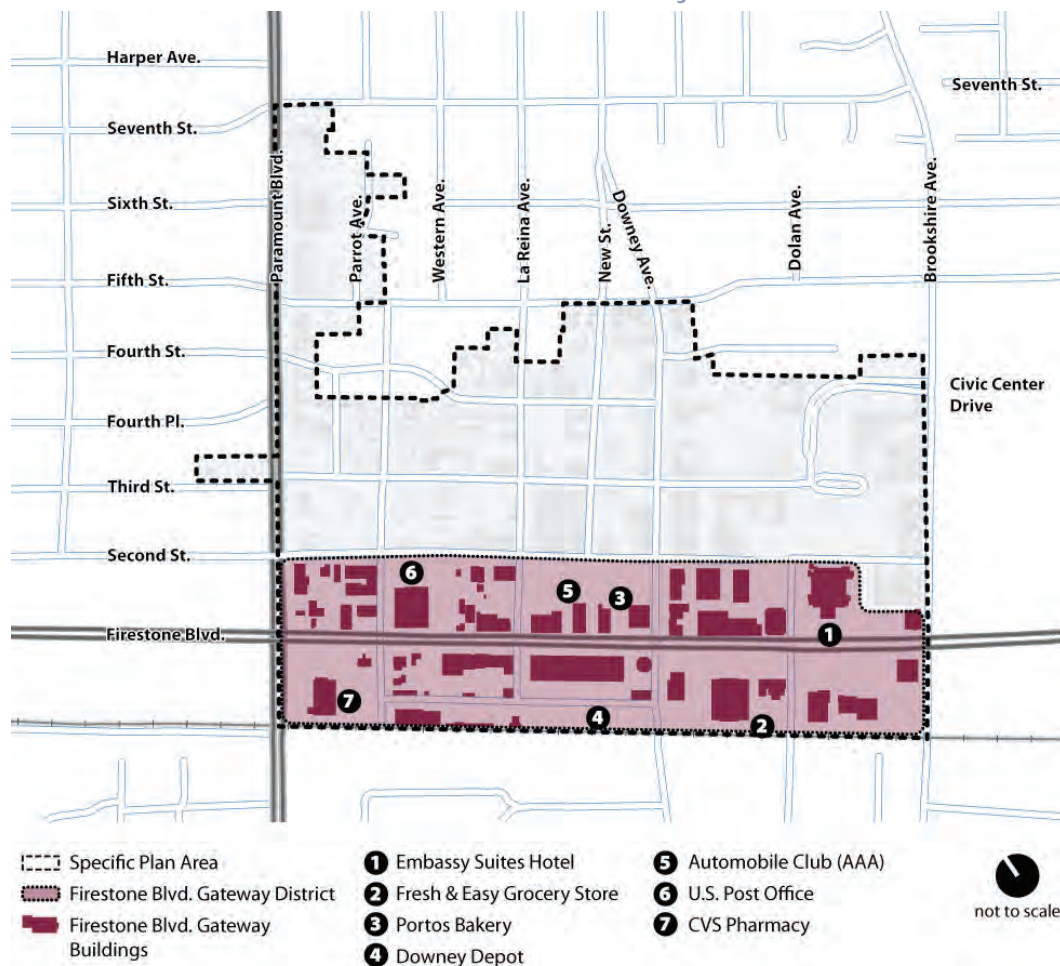 Harper Ave.
Seventh St.
Seventh St.
Sixth St.
Fifth St.
Fourth St.
Fourth Pl.
Third St.
Second St.
Firestone Blvd.
Paramount Blvd.
Parrot Ave.
Western Ave.
La Reina Ave.
New St.
Downey Ave.
Dolan Ave.
Brookshire Ave.
Civic Center
Drive
6
5
3
1
7
4
2
Specific Plan Area
Firestone Blvd. Gateway District
Firestone Blvd. Gateway
Buildings
1 Embassy Suites Hotel
2 Fresh & Easy Grocery Store
3 Portos Bakery
4 Downey Depot
5 Automobile Club (AAA)
6 U.S. Post Office
7 CVS Pharmacy
not to scale